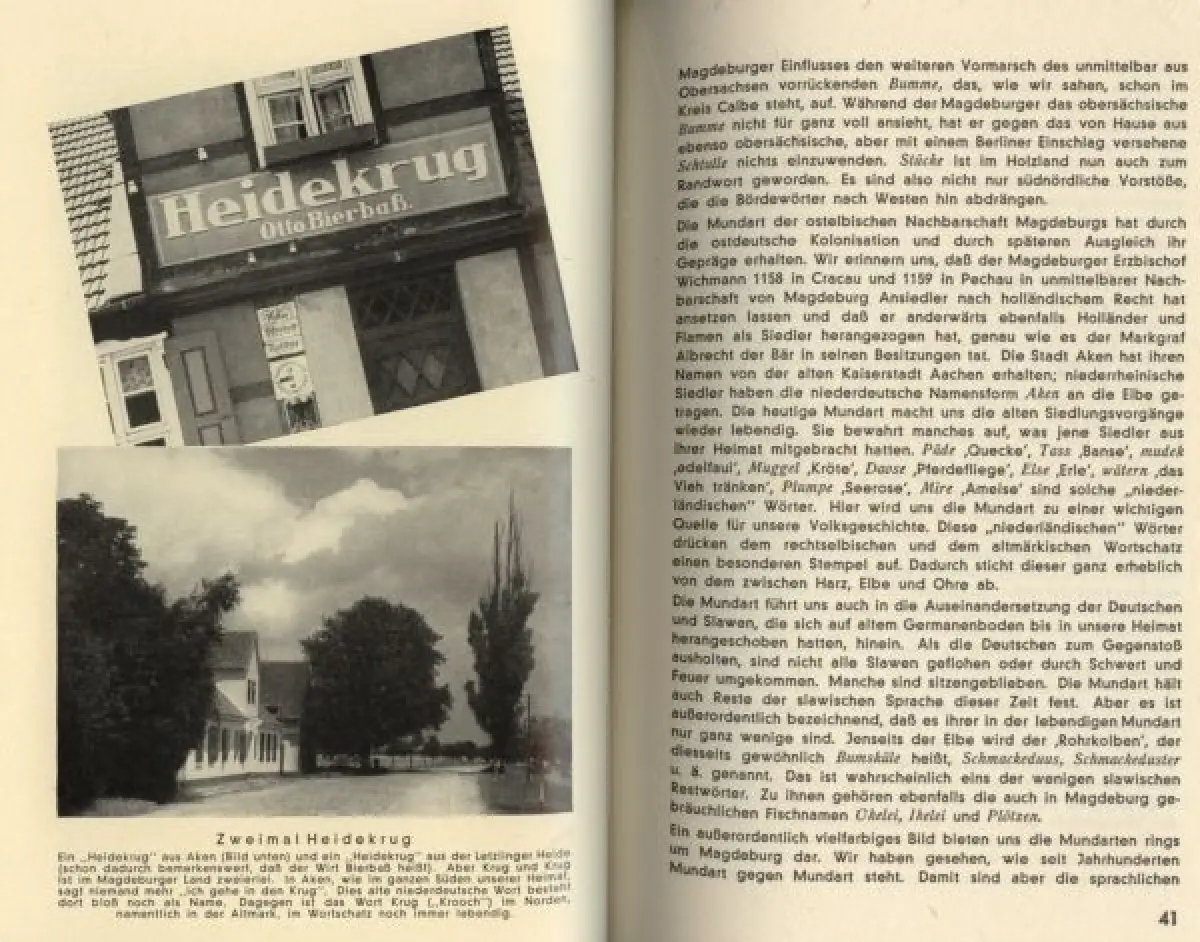 Heidekrug
Otto Bierbaß.
Zweimal Heidekrug
Ein „Heidekrug" aus Aken (Bild unten) und ein „Heidekrug" aus der Letzlinger Heide
(schon dadurch bemerkenswert, daß der Wirt Bierbaß heißt). Aber Krug und Krug
ist im Magdeburger Land zweierlei. In Aken, wie im ganzen Süden unserer Heimat,
sagt niemand mehr „ich gehe in den Krug". Dies alte niederdeutsche Wort besteht
dort bloß noch als Name. Dagegen ist das Wort Krug („Krooch") im Norden,
namentlich in der Altmark, im Wortschatz noch immer lebendig.
Magdeburger Einflusses den weiteren Vormarsch des unmittelbar aus
Obersachsen vorrückenden Bumme, das, wie wir sahen, schon im
Kreis Calbe steht, auf. Während der Magdeburger das obersächsische
Bumme nicht für ganz voll ansieht, hat er gegen das von Hause aus
ebenso obersächsische, aber mit einem Berliner Einschlag versehene
Schtulle nichts einzuwenden. Stücke ist im Holzland nun auch zum
Randwort geworden. Es sind also nicht nur südnördliche Vorstöße,
die die Bördewörter nach Westen hin abdrängen.
Die Mundart der ostelbischen Nachbarschaft Magdeburgs hat durch
die ostdeutsche Kolonisation und durch späteren Ausgleich ihr
Gepräge erhalten. Wir erinnern uns, daß der Magdeburger Erzbischof
Wichmann 1158 in Cracau und 1159 in Pechau in unmittelbarer Nach-
barschaft von Magdeburg Ansiedler nach holländischem Recht hat
ansetzen lassen und daß er anderwärts ebenfalls Holländer und
Flamen als Siedler herangezogen hat, genau wie es der Markgraf
Albrecht der Bär in seinen Besitzungen tat. Die Stadt Aken hat ihren
Namen von der alten Kaiserstadt Aachen erhalten; niederrheinische
Siedler haben die niederdeutsche Namensform Aken an die Elbe ge-
tragen. Die heutige Mundart macht uns die alten Siedlungsvorgänge
wieder lebendig. Sie bewahrt manches auf, was jene Siedler aus
ihrer Heimat mitgebracht hatten. Päde ‚Quecke', Tass ‚Banse', mudek
‚edelfaul', Muggel ‚Kröte', Davse ‚Pferdefliege', Else ‚Erle', wätern ‚das
Vieh tränken', Plumpe ‚Seerose', Mire ‚Ameise' sind solche „nieder-
ländischen" Wörter. Hier wird uns die Mundart zu einer wichtigen
Quelle für unsere Volksgeschichte. Diese „niederländischen" Wörter
drücken dem rechtselbischen und dem altmärkischen Wortschatz
einen besonderen Stempel auf. Dadurch sticht dieser ganz erheblich
von dem zwischen Harz, Elbe und Ohre ab.
Die Mundart führt uns auch in die Auseinandersetzung der Deutschen
und Slawen, die sich auf altem Germanenboden bis in unsere Heimat
herangeschoben hatten, hinein. Als die Deutschen zum Gegenstoß
ausholten, sind nicht alle Slawen geflohen oder durch Schwert und
Feuer umgekommen. Manche sind sitzengeblieben. Die Mundart hält
auch Reste der slawischen Sprache dieser Zeit fest. Aber es ist
außerordentlich bezeichnend, daß es ihrer in der lebendigen Mundart
nur ganz wenige sind. Jenseits der Elbe wird der ‚Rohrkolben', der
diesseits gewöhnlich Bumskäle heißt, Schmackeduus, Schmackeduster
u. ä. genannt. Das ist wahrscheinlich eins der wenigen slawischen
Restwörter. Zu ihnen gehören ebenfalls die auch in Magdeburg ge-
bräuchlichen Fischnamen Ukelei, Ikelei und Plötzen.
Ein außerordentlich vielfarbiges Bild bieten uns die Mundarten rings
um Magdeburg dar. Wir haben gesehen, wie seit Jahrhunderten
Mundart gegen Mundart steht. Damit sind aber die sprachlichen
41